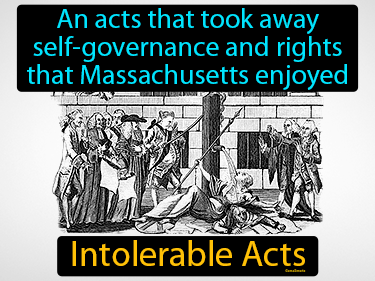 An acts that took away
self-governance and rights
that Massachusetts enjoyed
Intolerable Acts